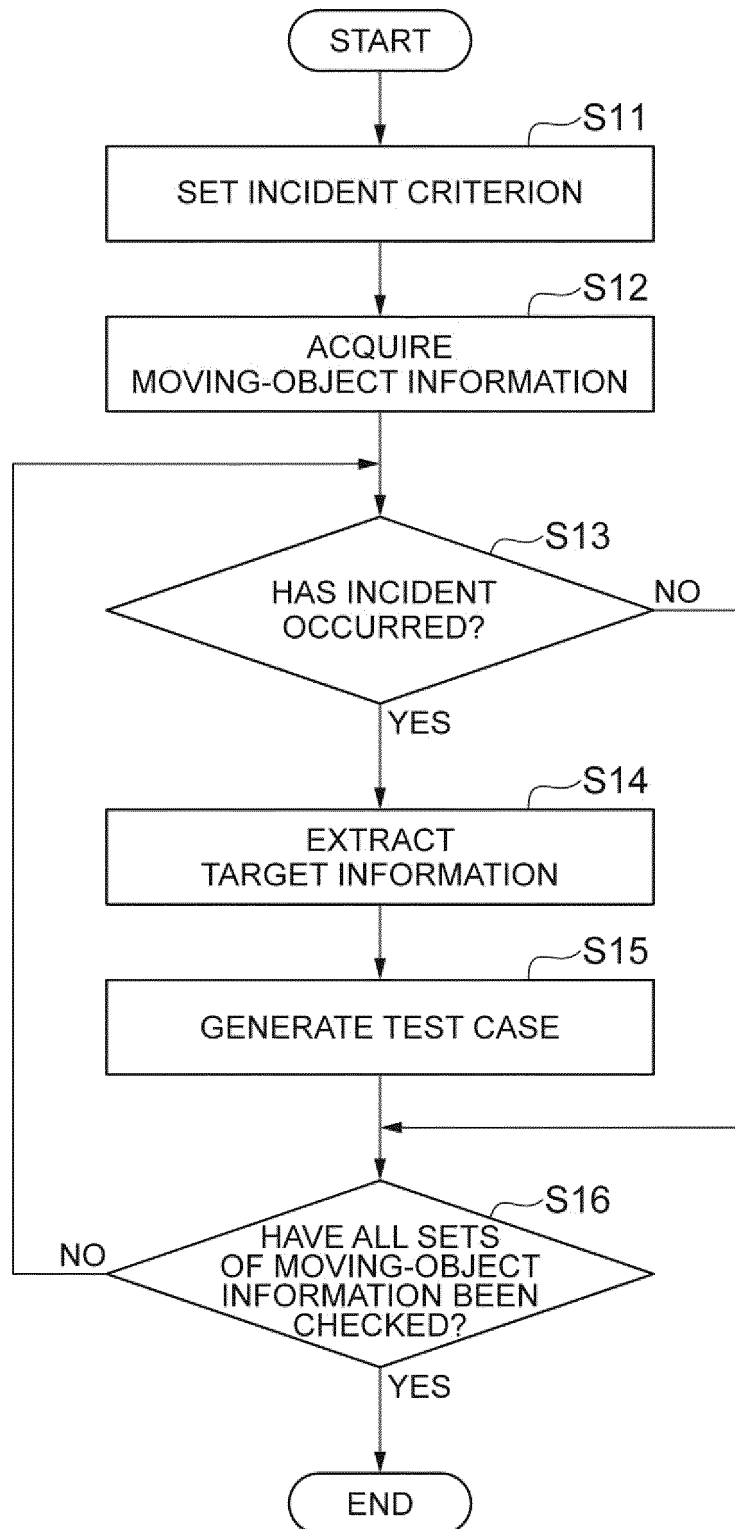 START
S11
SET INCIDENT CRITERION
S12
ACQUIRE
MOVING-OBJECT INFORMATION
S13
HAS INCIDENT
OCCURRED?
NO
YES
S14
EXTRACT
TARGET INFORMATION
S15
GENERATE TEST CASE
S16
HAVE ALL SETS
OF MOVING-OBJECT
INFORMATION BEEN
CHECKED?
NO
YES
END